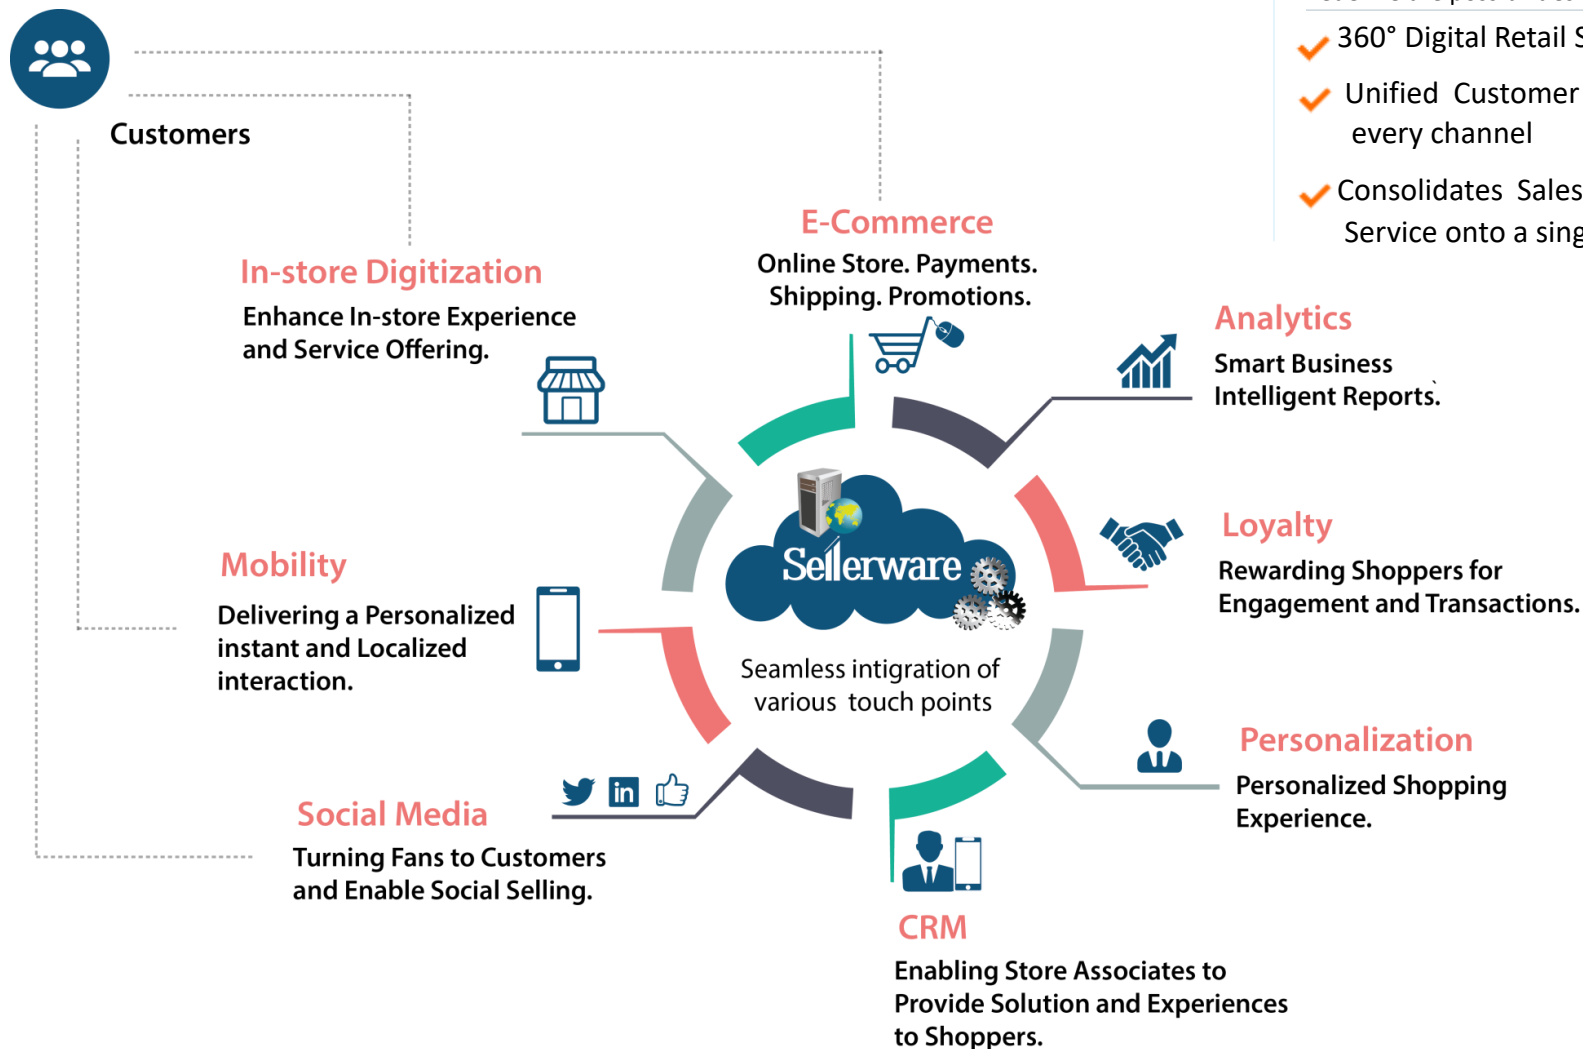 360° Digital Retail
Unified Customer
every channel
Consolidates Sales
Service onto a
Customers
E-Commerce
Online Store. Payments.
Shipping. Promotions.
In-store Digitization
Enhance In-store Experience
and Service Offering.
Analytics
Smart Business
Intelligent Reports.
Loyalty
Rewarding Shoppers for
Engagement and Transactions.
Mobility
Delivering a Personalized
instant and Localized
interaction.
Sellerware
Seamless intigration of
various touch points
Personalization
Personalized Shopping
Experience.
in
Social Media
Turning Fans to Customers
and Enable Social Selling.
CRM
Enabling Store Associates to
Provide Solution and Experiences
to Shoppers.